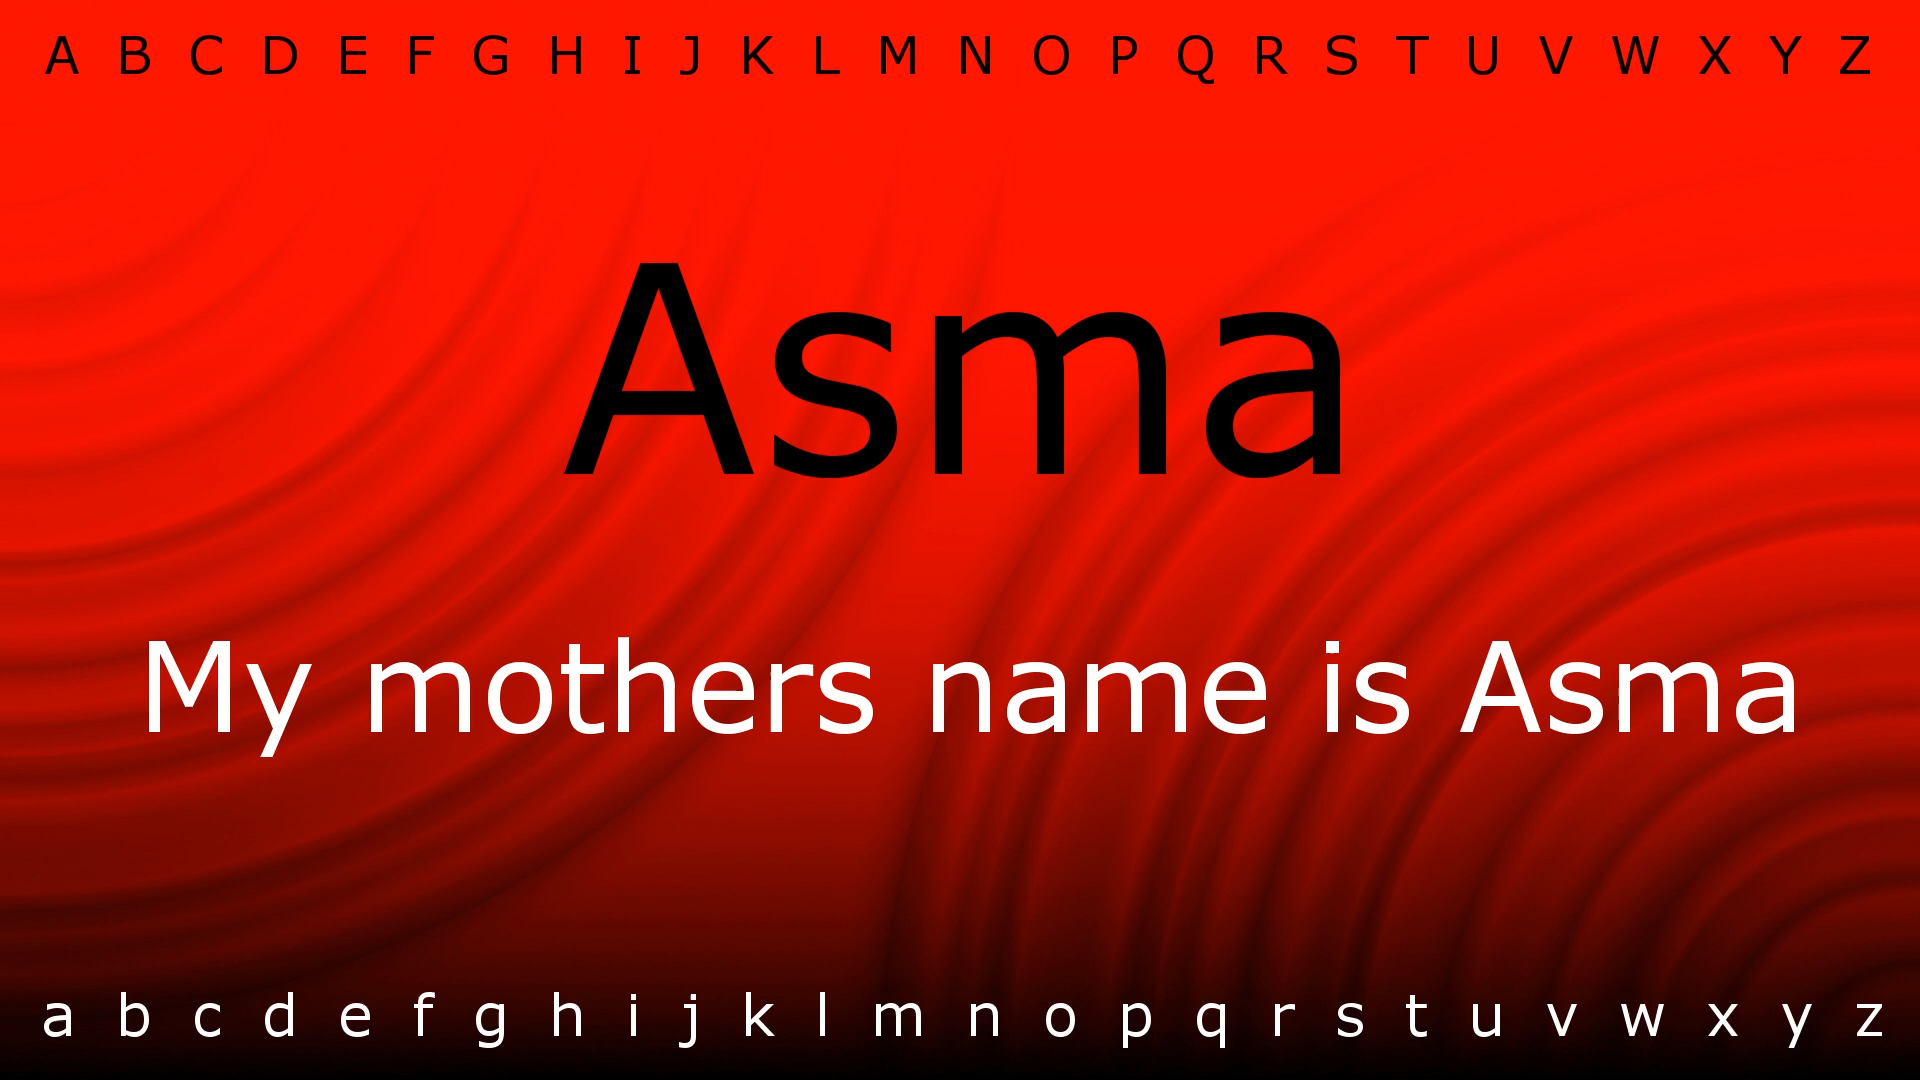 A B C D E F G H I J K L M N O P Q R S T U V W X Y Z
Asma
My mothers name is Asma
a b c d e f g h i j k l m n o p q r s t u v w x y z